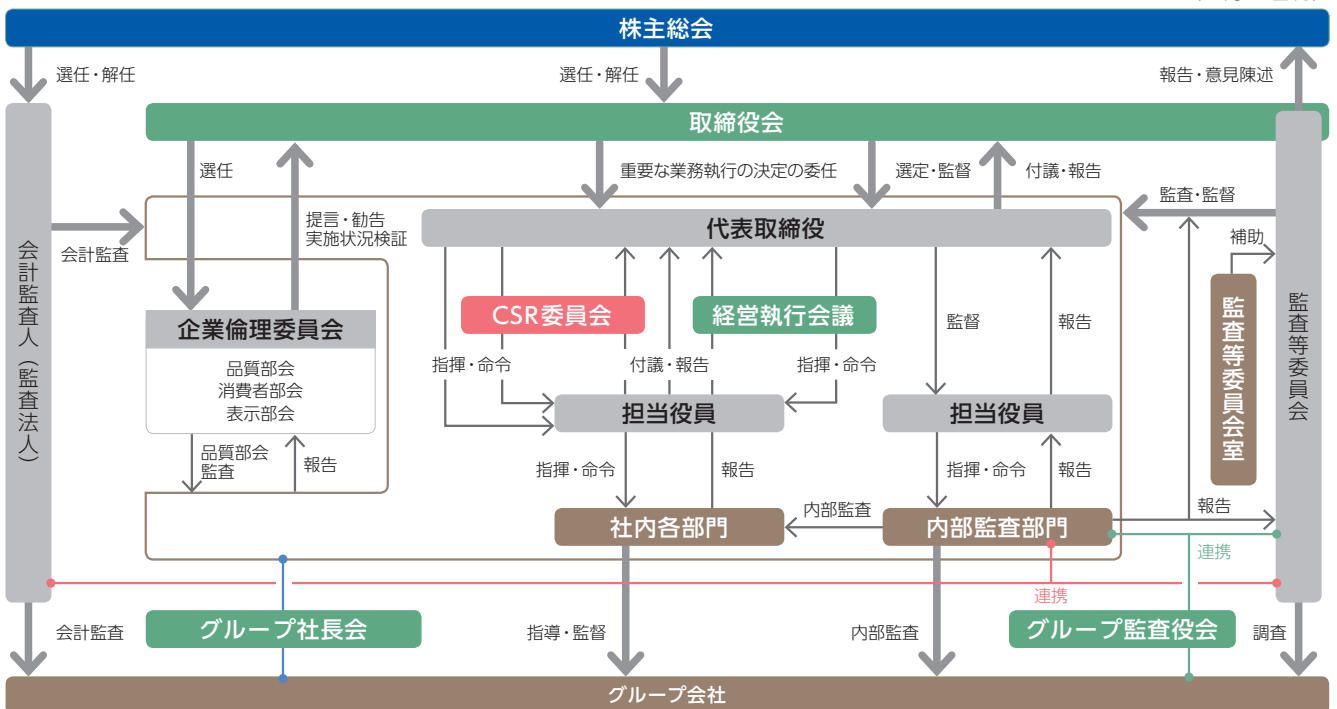 株主総会
選任・解任
選任・解任
報告・意見陳述
取締役会
選任
重要な業務執行の決定の委任
選定・監督
付議・報告
監査・監督
提言・勧告
実施状況検証
代表取締役
会計監査
補助
会計監査人（監査法人）
監査等委員会
監査等委員会室
企業倫理委員会
品質部会
消費者部会
表示部会
CSR委員会
経営執行会議
監督
報告
指揮・命令
付議・報告
指揮・命令
担当役員
担当役員
品質部会
監査
報告
指揮・命令
報告
指揮・命令
報告
社内各部門
内部監査
内部監査部門
報告
連携
連携
会計監査
グループ社長会
指導・監督
内部監査
グループ監査役会
調査
グループ会社